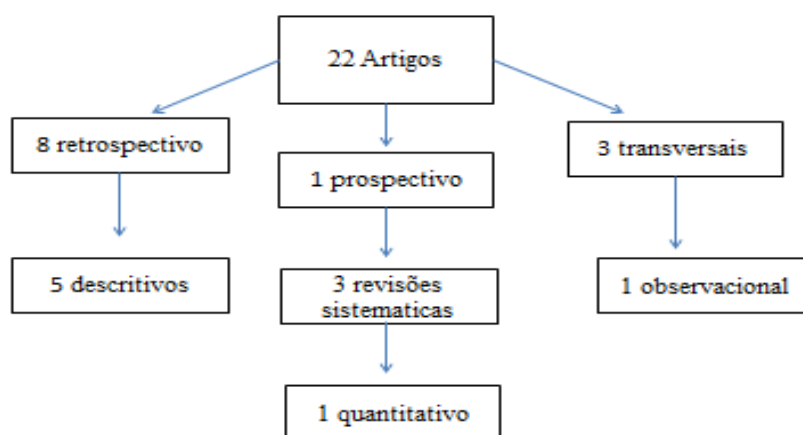 22 Artigos
8 retrospectivo
1 prospectivo
3 transversais
5 descritivos
3 revisões
sistematicas
1 observacional
1 quantitativo